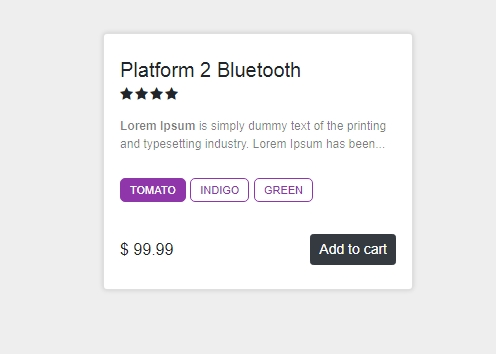 Platform 2 Bluetooth
Lorem Ipsum is simply dummy text of the printing
and typesetting industry. Lorem Ipsum has been...
TOMATO INDIGO GREEN
$ 99.99 Add to cart